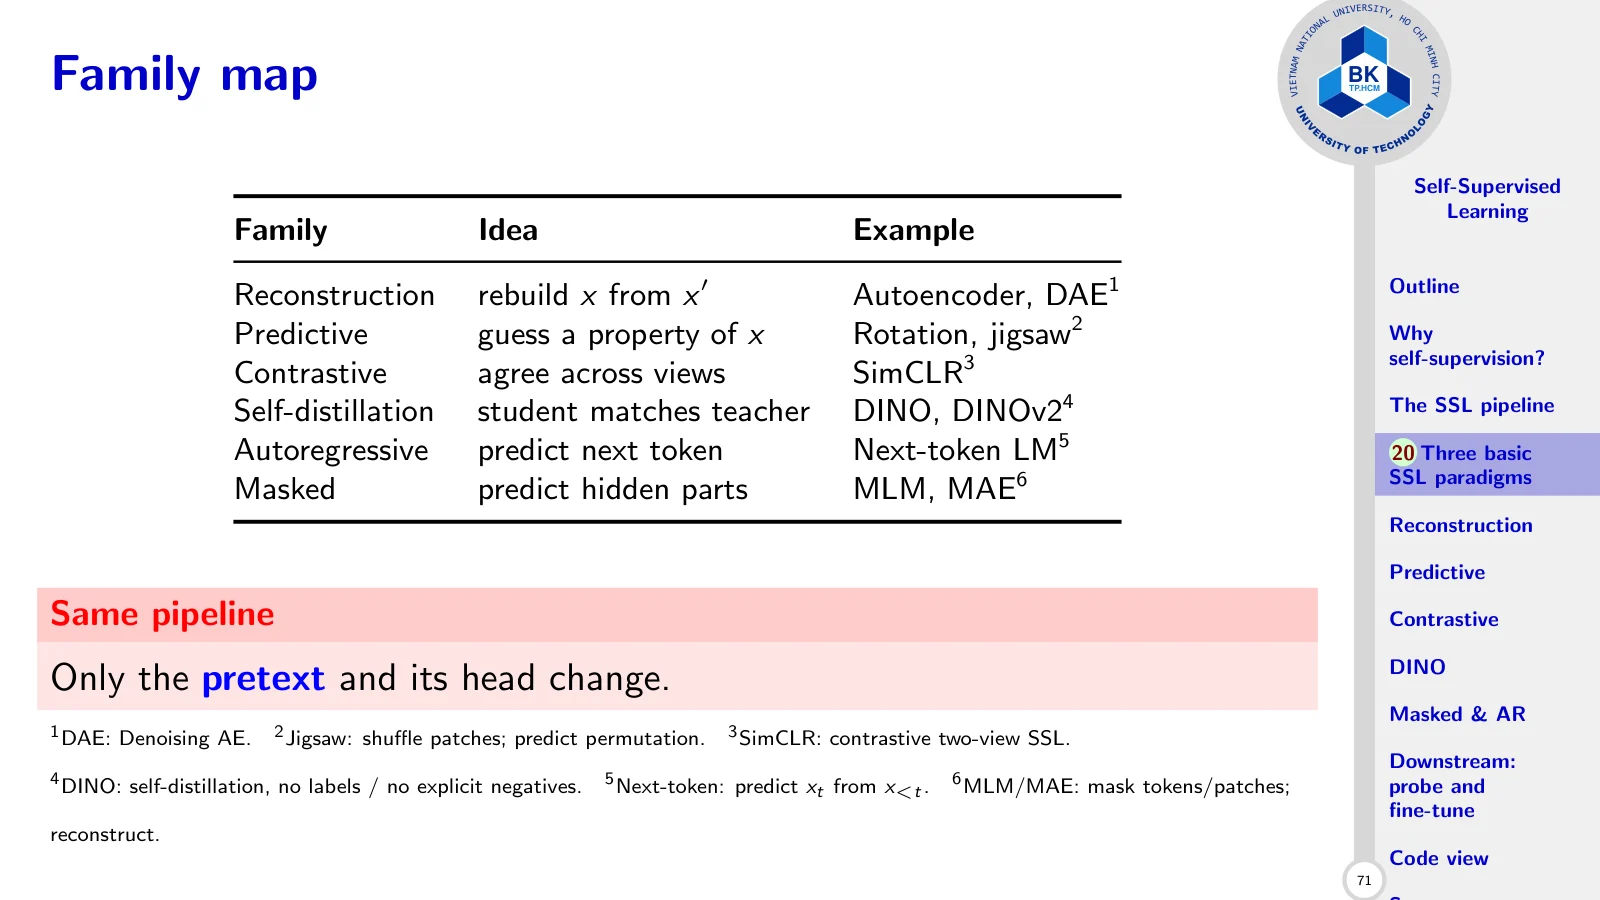 Family map
Family Idea Example
Reconstruction rebuild x from x′ Autoencoder, DAE¹
Predictive guess a property of x Rotation, jigsaw²
Contrastive agree across views SimCLR³
Self-distillation student matches teacher DINO, DINOv2⁴
Autoregressive predict next token Next-token LM⁵
Masked predict hidden parts MLM, MAE⁶
Same pipeline
Only the pretext and its head change.
¹DAE: Denoising AE. ²Jigsaw: shuffle patches; predict permutation. ³SimCLR: contrastive two-view SSL.
⁴DINO: self-distillation, no labels / no explicit negatives. ⁵Next-token: predict xₜ from x<ₜ. ⁶MLM/MAE: mask tokens/patches;
reconstruct.
VIETNAM NATIONAL UNIVERSITY, HO CHI MINH CITY
BK
TP.HCM
UNIVERSITY OF TECHNOLOGY
Self-Supervised
Learning
Outline
Why
self-supervision?
The SSL pipeline
20 Three basic
SSL paradigms
Reconstruction
Predictive
Contrastive
DINO
Masked & AR
Downstream:
probe and
fine-tune
Code view
71